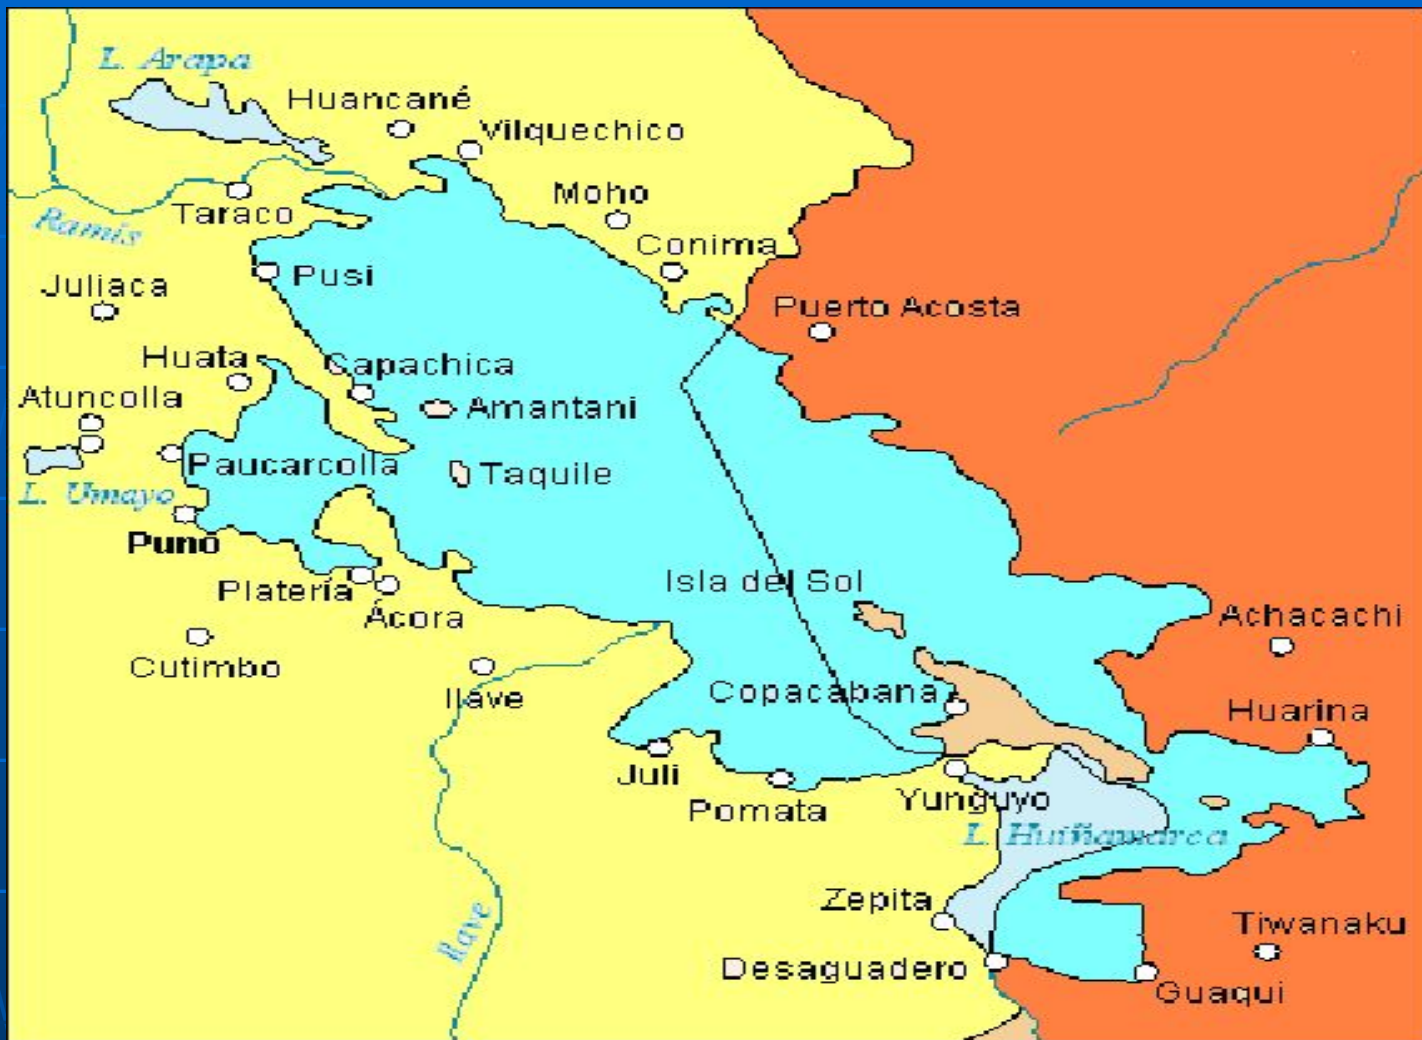 L. Arapa
Huancané
Vilquechico
Moho
Taraco
Ramis
Conima
Pusi
Juliaca
Puerto Acosta
Huata
Capachica
Atuncolla
Amantani
Paucarcolla
Taquile
L. Umayo
Puno
Isla del Sol
Platería
Ácora
Achacachi
Cutimbo
Ilave
Copacabana
Huarina
Juli
Pomata
Yunguyo
L. Huiñamarca
Zepita
Ilave
Tiwanaku
Desaguadero
Guaqui